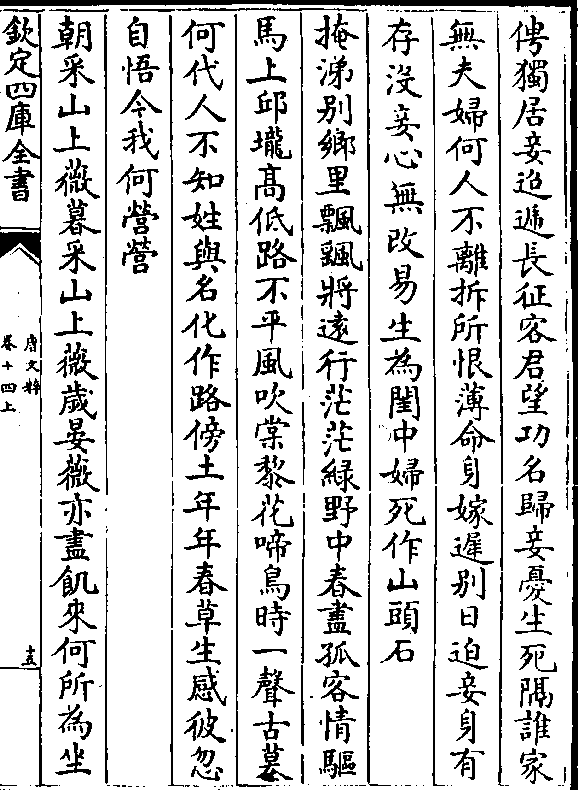 俜獨居妾迢遞長征客君望功名歸妾憂生死隔誰家
無夫婦何人不離拆所恨薄命身嫁遲別日迫妾身有
存没妾心無改易生為閨中婦死作山頭石
掩涕别鄉里飄颻將遠行茫茫緑野中春盡孤客情驅
馬上邱壠髙低路不平風吹棠黎花啼鳥時一聲古墓
何代人不知姓與名化作路傍土年年春草生感彼忽
自悟今我何營營
朝采山上薇暮采山上薇歲晏薇亦盡飢來何所為坐
欽定四庫全書
唐文粹
卷十四上
十五